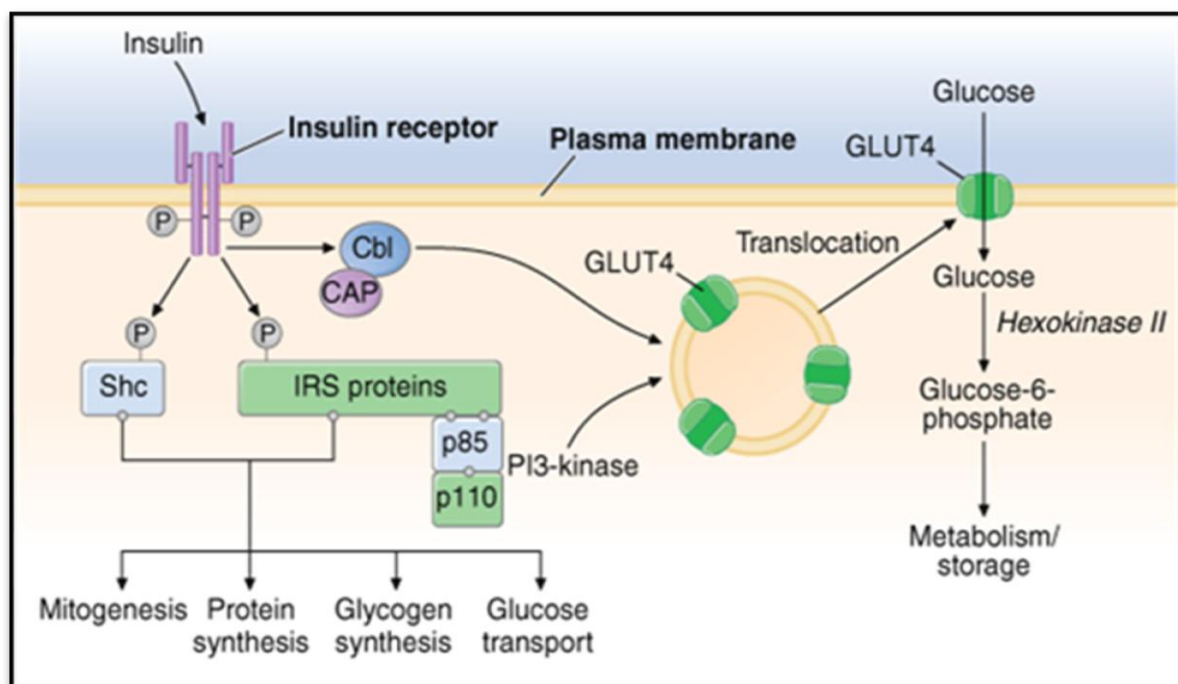 Insulin
Insulin receptor
Plasma membrane
Glucose
GLUT4
P
P
Cbl
CAP
GLUT4
Translocation
Glucose
Hexokinase II
P
P
Shc
IRS proteins
p85
p110
PI3-kinase
Glucose-6-
phosphate
Metabolism/
storage
Mitogenesis
Protein
synthesis
Glycogen
synthesis
Glucose
transport